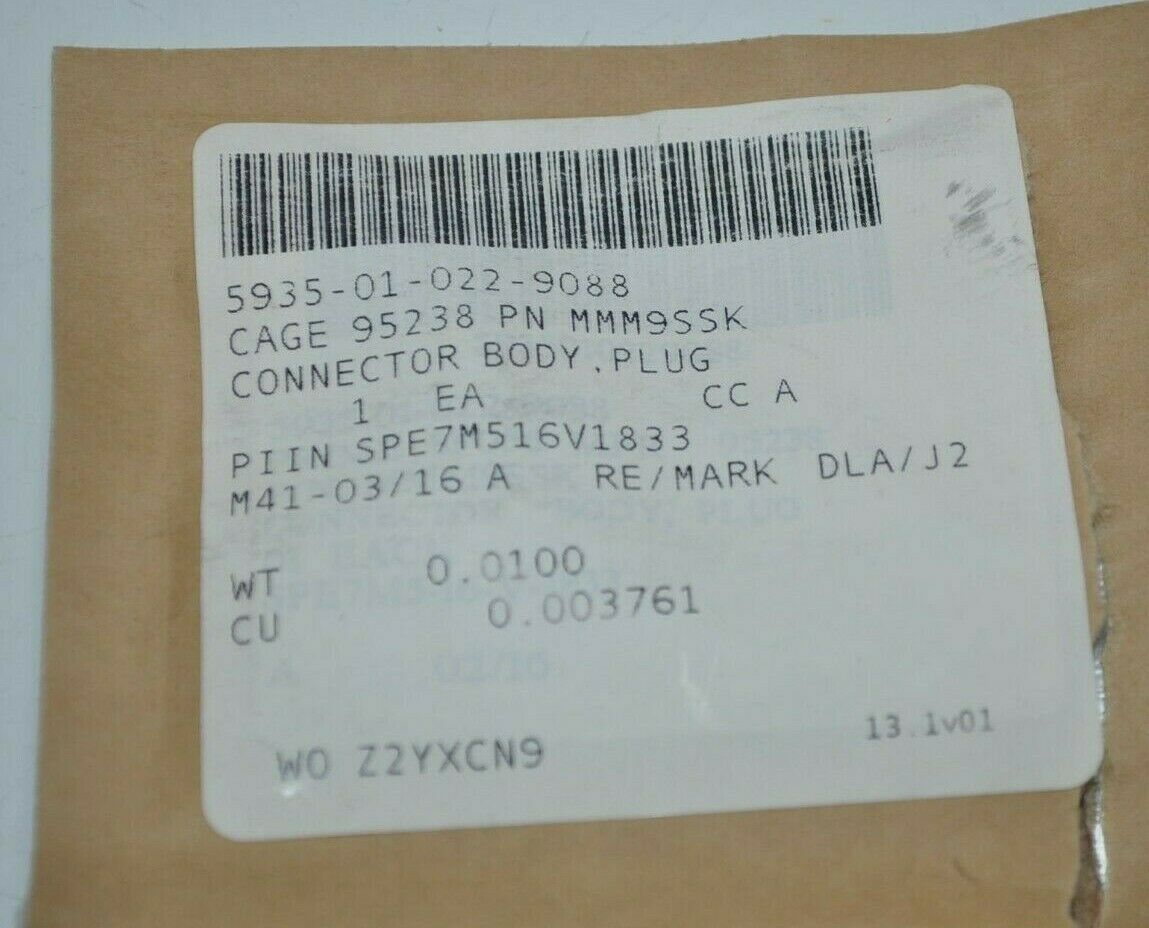 5935-01-022-9088
CAGE 95238 PN MMM9SSK
CONNECTOR BODY,PLUG
1 EA CC A
PIIN SPE7M516V1833
M41-03/16 A RE/MARK DLA/J2
WT 0.0100
CU 0.003761
WO Z2YXCN9 13.1v01